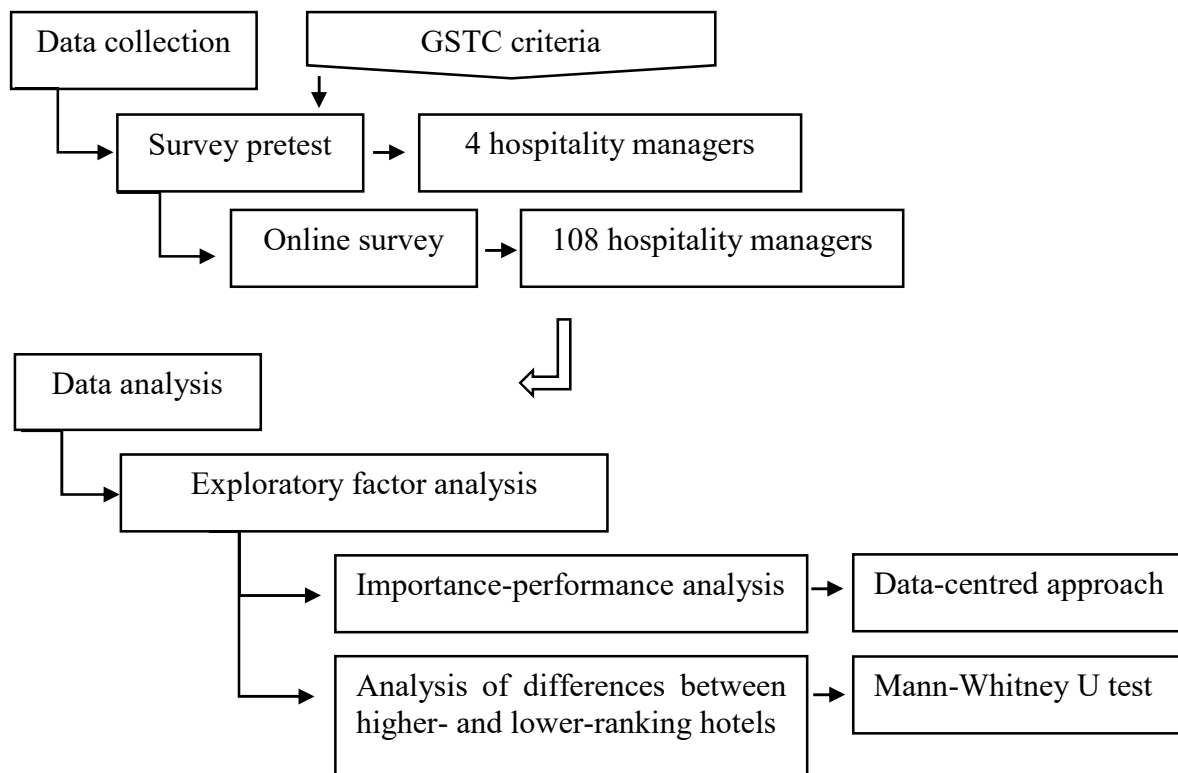 Data collection
GSTC criteria
Survey pretest
4 hospitality managers
Online survey
108 hospitality managers
Data analysis
Exploratory factor analysis
Importance-performance analysis
Data-centred approach
Analysis of differences between
higher- and lower-ranking hotels
Mann-Whitney U test